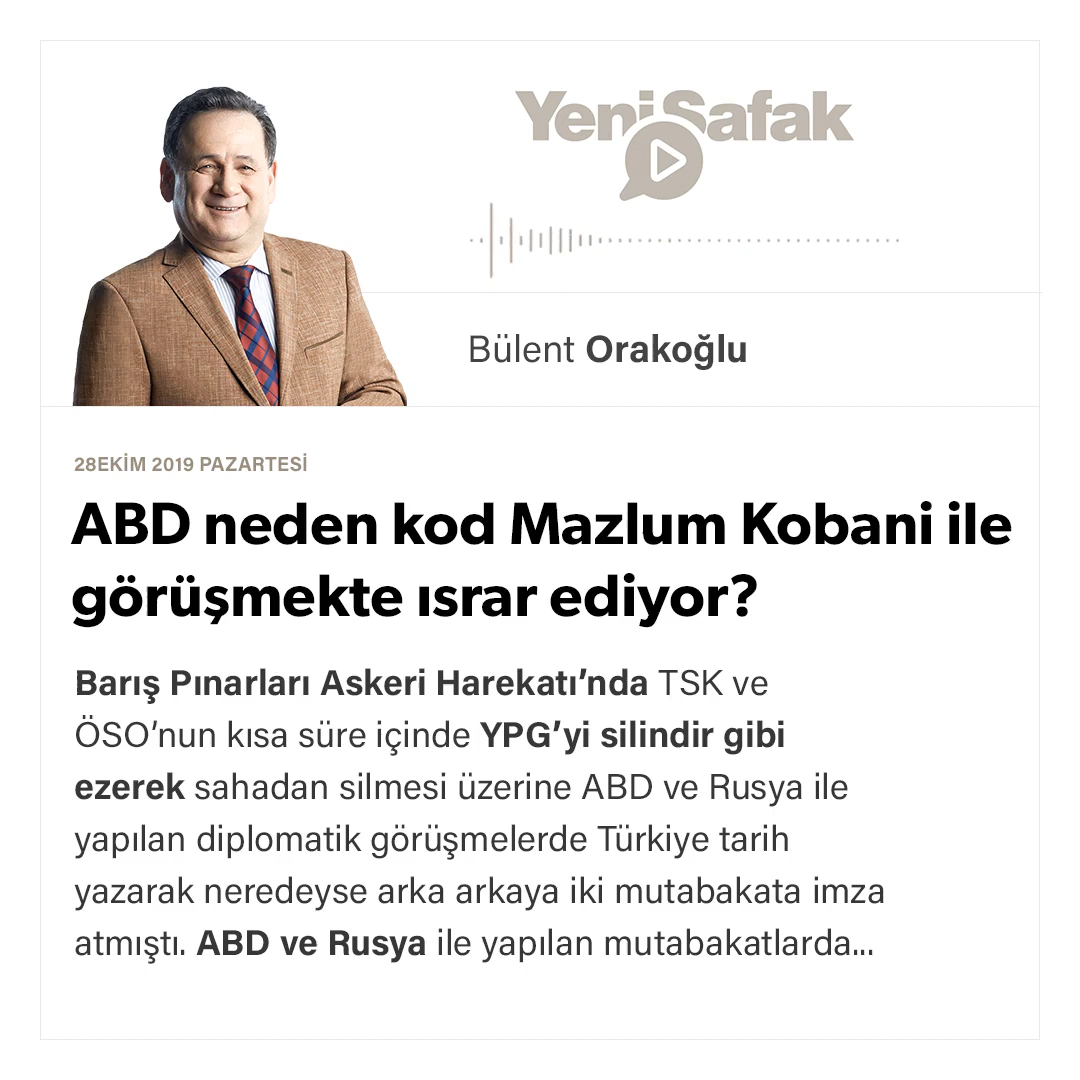 Yeni Safak
Bülent Orakoğlu
28EKİM 2019 PAZARTESİ
ABD neden kod Mazlum Kobani ile
görüşmekte ısrar ediyor?
Barış Pınarları Askeri Harekatı’nda TSK ve
ÖSO’nun kısa süre içinde YPG’yi silindir gibi
ezerek sahadan silmesi üzerine ABD ve Rusya ile
yapılan diplomatik görüşmelerde Türkiye tarih
yazarak neredeyse arka arkaya iki mutabakata imza
atmıştı. ABD ve Rusya ile yapılan mutabakatlarda...